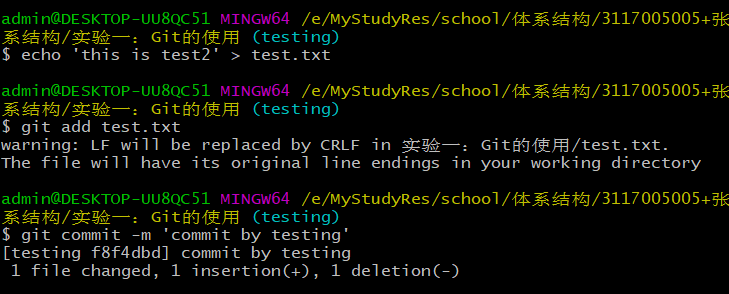 admin@DESKTOP-UU8QC51 MINGW64 /e/MyStudyRes/school/体系结构/3117005005+张
系结构/实验一：Git的使用 (testing)
$ echo 'this is test2' > test.txt
admin@DESKTOP-UU8QC51 MINGW64 /e/MyStudyRes/school/体系结构/3117005005+张
系结构/实验一：Git的使用 (testing)
$ git add test.txt
warning: LF will be replaced by CRLF in 实验一：Git的使用/test.txt.
The file will have its original line endings in your working directory
admin@DESKTOP-UU8QC51 MINGW64 /e/MyStudyRes/school/体系结构/3117005005+张
系结构/实验一：Git的使用 (testing)
$ git commit -m 'commit by testing'
[testing f8f4dbd] commit by testing
 1 file changed, 1 insertion(+), 1 deletion(-)